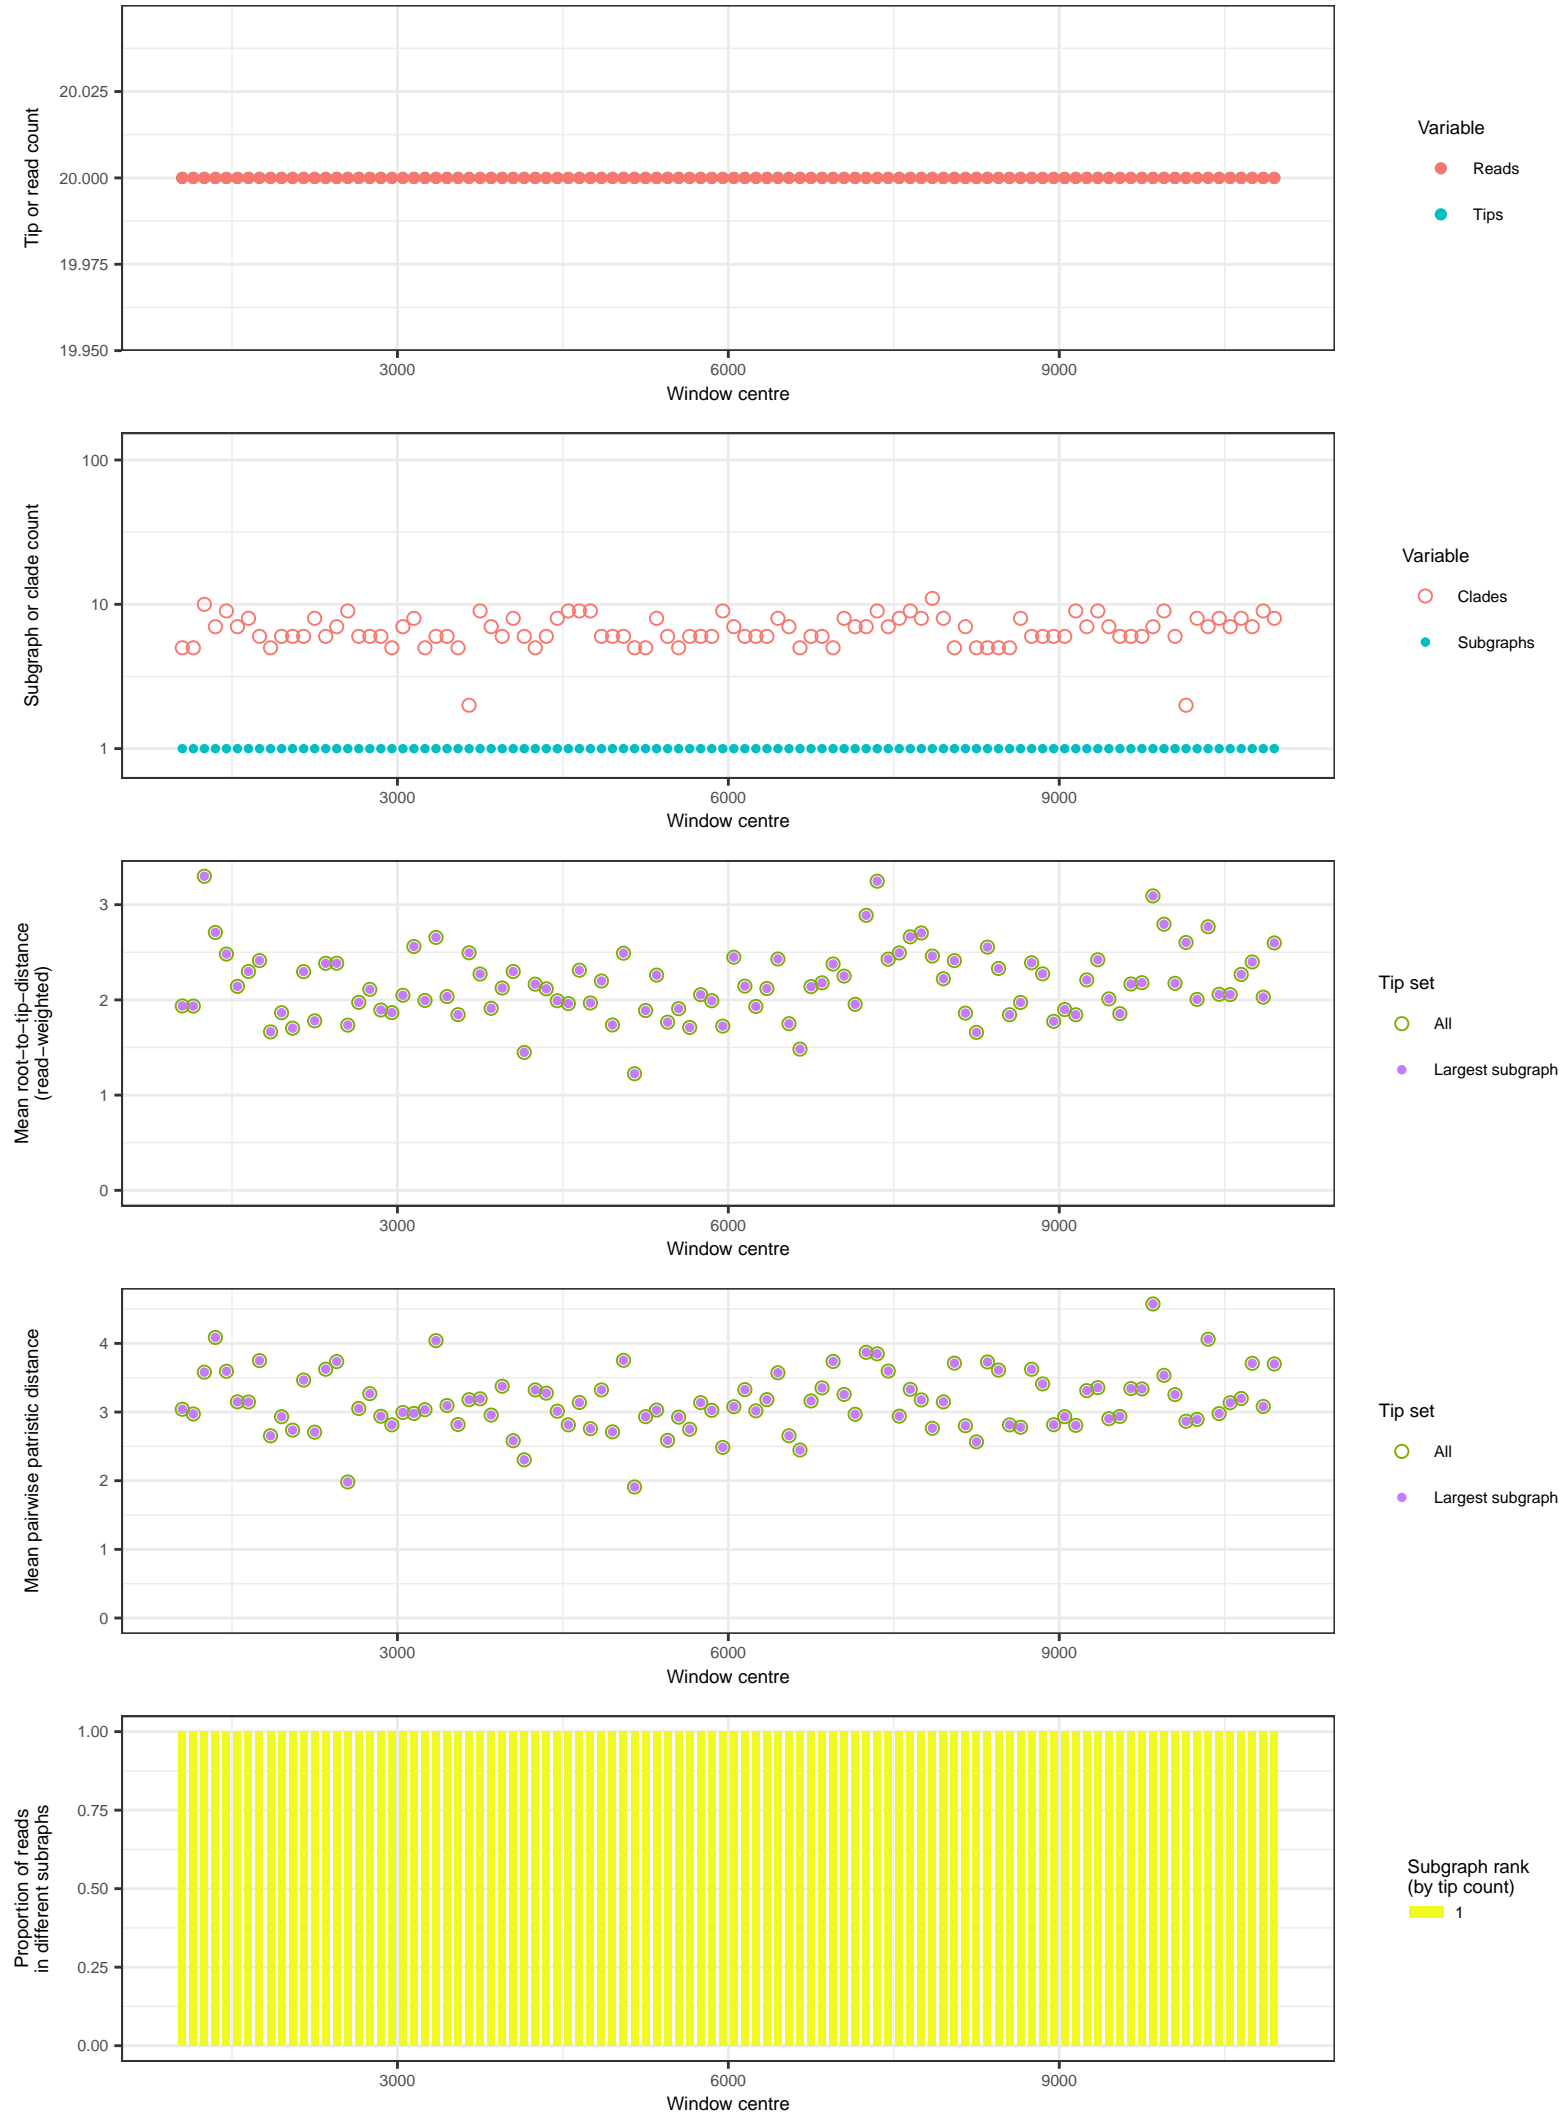 20.025
20.000
19.975
19.950
Tip or read count
3000 6000 9000
Window centre
Variable
Reads
Tips
100
10
1
Subgraph or clade count
3000 6000 9000
Window centre
Variable
Clades
Subgraphs
3
2
1
0
Mean root−to−tip−distance
(read−weighted)
3000 6000 9000
Window centre
Tip set
All
Largest subgraph
4
3
2
1
0
Mean pairwise patristic distance
3000 6000 9000
Window centre
Tip set
All
Largest subgraph
1.00
0.75
0.50
0.25
0.00
Proportion of reads
in different subraphs
3000 6000 9000
Window centre
Subgraph rank
(by tip count)
1